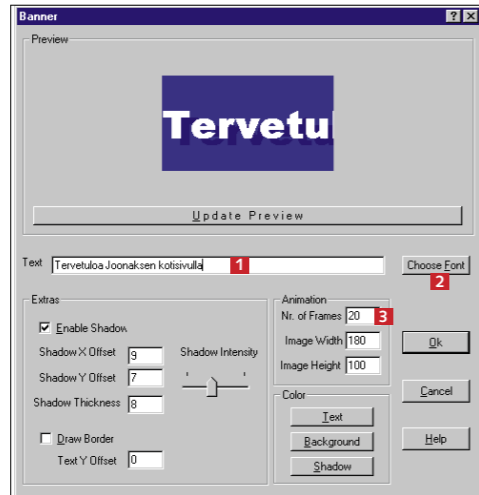 Banner
Preview
Tervetul
Update Preview
Text Tervetuloa Joonaksen kotisivulla 1 Choose Font
2
Extras
Enable Shadow
Shadow X Offset 9 Shadow Intensity
Shadow Y Offset 7
Shadow Thickness 8
Draw Border
Text Y Offset 0
Animation
Nr. of Frames 20 3
Image Width 180
Image Height 100
Color
Text
Background
Shadow
Ok
Cancel
Help